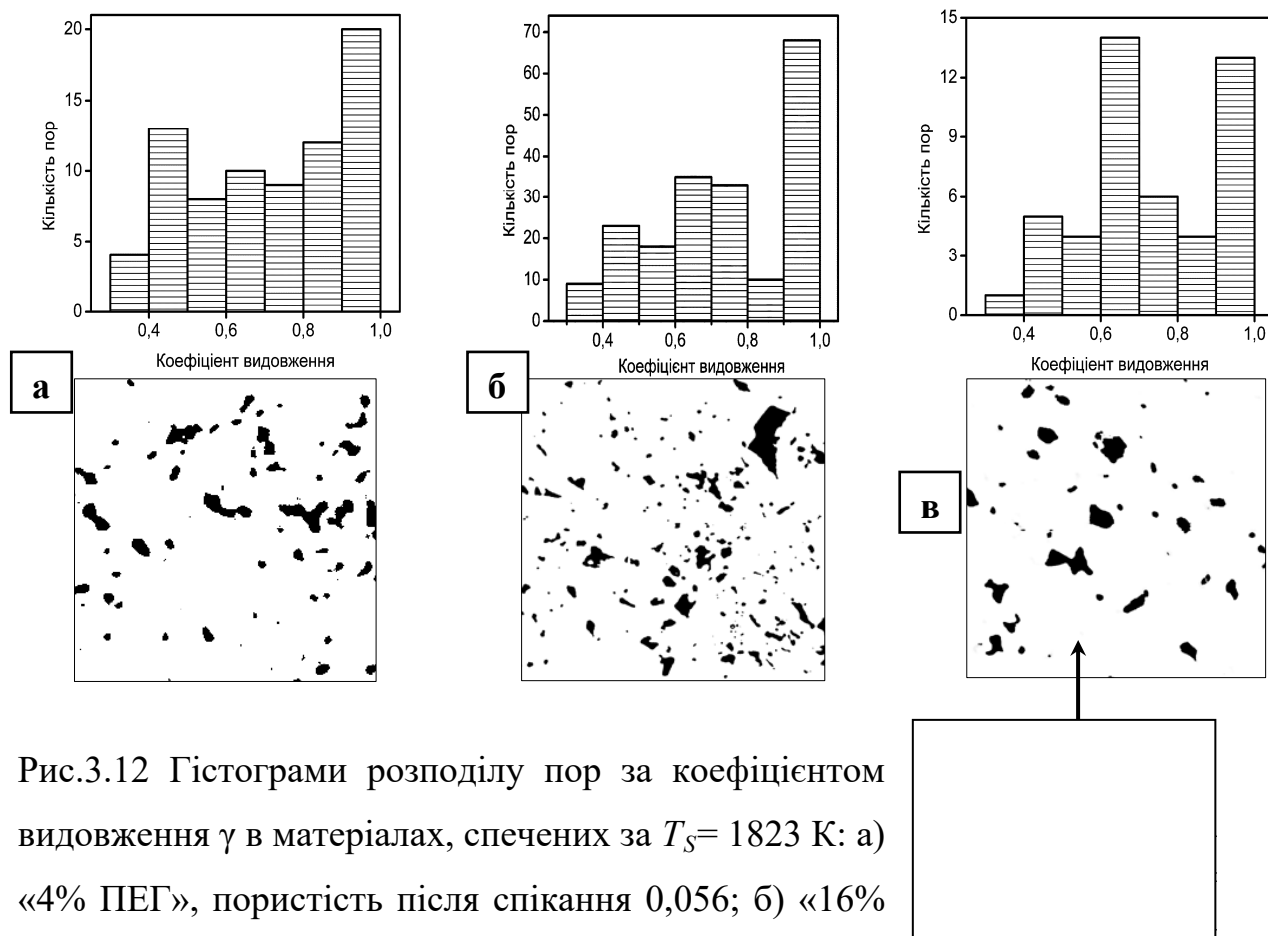 20
15
10
5
0
Кількість пор
0,4 0,6 0,8 1,0
Коефіціент видовження
а
70
60
50
40
30
20
10
0
Кількість пор
0,4 0,6 0,8 1,0
Коефіцієнт видовження
б
15
12
9
6
3
0
Кількість пор
0,4 0,6 0,8 1,0
Коефіціент видовження
в
Рис.3.12 Гістограми розподілу пор за коефіцієнтом
видовження γ в матеріалах, спечених за TS= 1823 К: а)
«4% ПЕГ», пористість після спікання 0,056; б) «16%